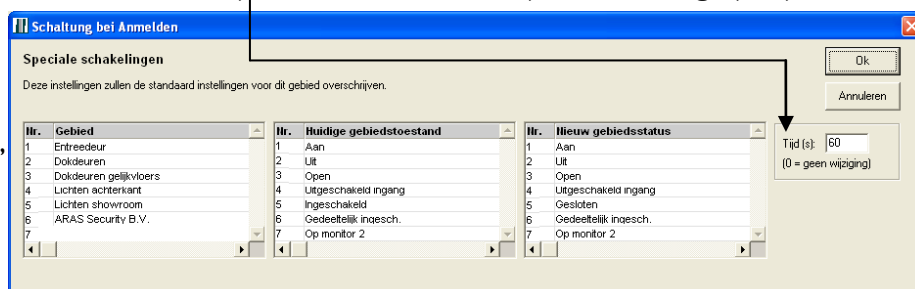 Schaltung bei Anmelden
Speciale schakelingen
Deze instellingen zullen de standaard instellingen voor dit gebied overschrijven.
Ok
Annuleren
Nr. Gebied
1 Entreedeur
2 Dokdeuren
3 Dokdeuren gelijkvloers
4 Lichten achterkant
5 Lichten showroom
6 ARAS Security B.V.
7
Nr. Huidige gebiedstoestand
1 Aan
2 Uit
3 Open
4 Uitgeschakeld ingang
5 Ingeschakeld
6 Gedeeltelijk ingesch.
7 Op monitor 2
Nr. Nieuw gebiedsstatus
1 Aan
2 Uit
3 Open
4 Uitgeschakeld ingang
5 Gesloten
6 Gedeeltelijk ingesch.
7 Op monitor 2
Tijd (s): 60
(0 = geen wijziging)